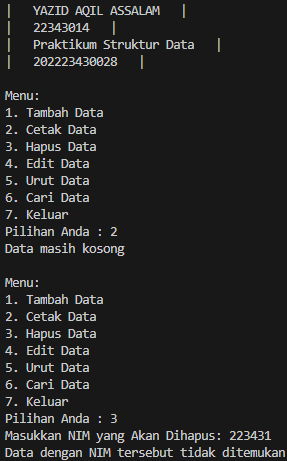 |   YAZID AQIL ASSALAM   |
|   22343014   |
|   Praktikum Struktur Data   |
|   202223430028   |
Menu:
1. Tambah Data
2. Cetak Data
3. Hapus Data
4. Edit Data
5. Urut Data
6. Cari Data
7. Keluar
Pilihan Anda : 2
Data masih kosong
Menu:
1. Tambah Data
2. Cetak Data
3. Hapus Data
4. Edit Data
5. Urut Data
6. Cari Data
7. Keluar
Pilihan Anda : 3
Masukkan NIM yang Akan Dihapus: 223431
Data dengan NIM tersebut tidak ditemukan